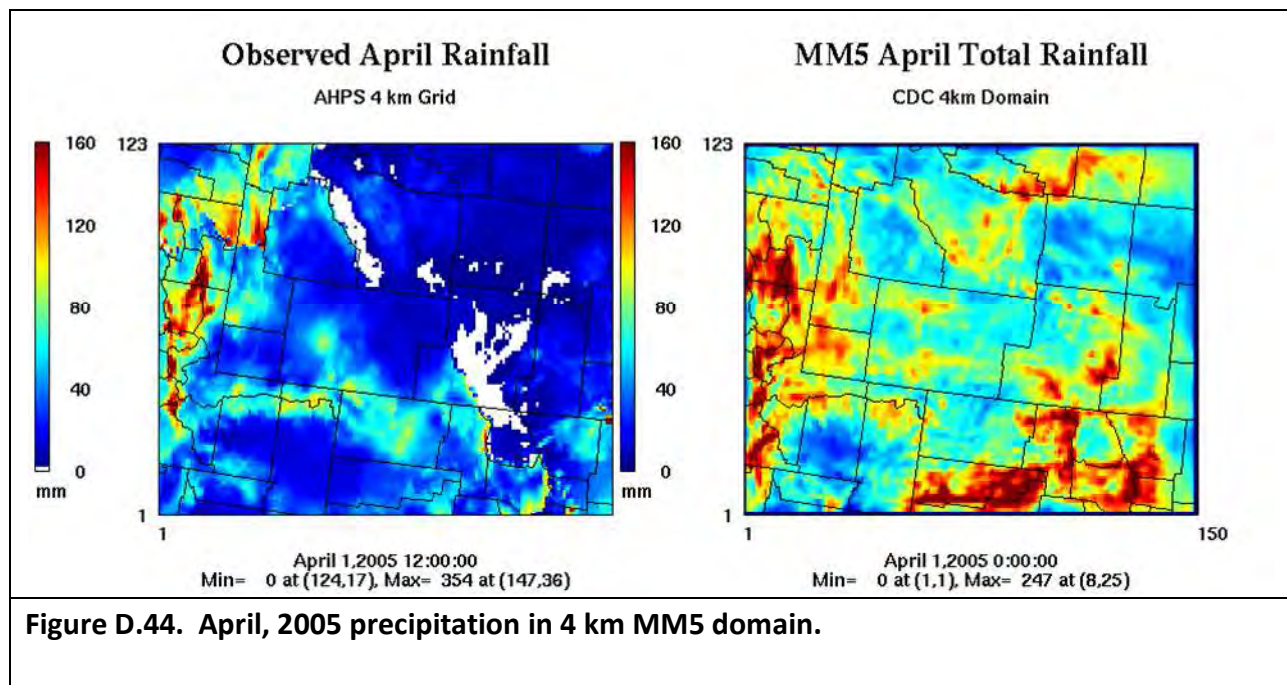 Observed April Rainfall
AHPS 4 km Grid
160
120
80
40
0
mm
123
1
1
April 1,2005 12:00:00
Min= 0 at (124,17), Max= 354 at (147,36)
MM5 April Total Rainfall
CDC 4km Domain
160
120
80
40
0
mm
123
1
1
150
April 1,2005 0:00:00
Min= 0 at (1,1), Max= 247 at (8,25)
Figure D.44. April, 2005 precipitation in 4 km MM5 domain.